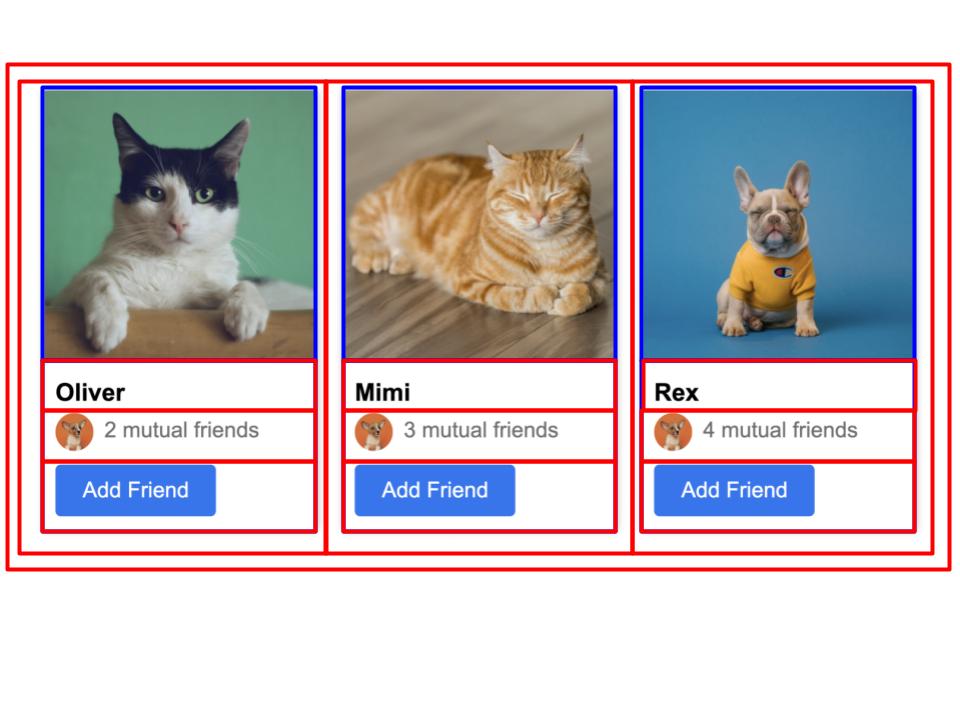 Oliver
2 mutual friends
Add Friend
Mimi
3 mutual friends
Add Friend
Rex
4 mutual friends
Add Friend